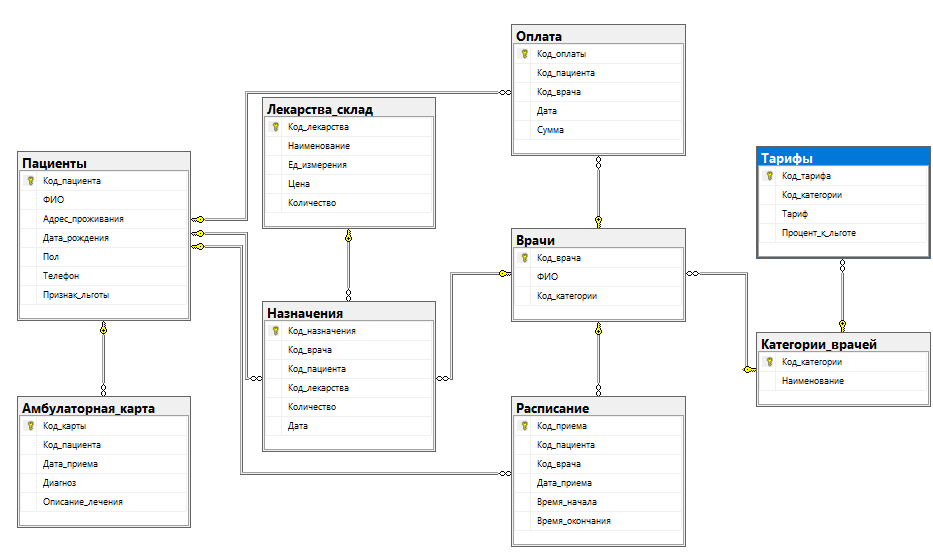 Оплата
Код_оплаты
Код_пациента
Код_врача
Дата
Сумма
Лекарства_склад
Код_лекарства
Наименование
Ед_измерения
Цена
Количество
Пациенты
Код_пациента
ФИО
Адрес_проживания
Дата_рождения
Пол
Телефон
Признак_льготы
Тарифы
Код_тарифа
Код_категории
Тариф
Процент_к_льготе
Врачи
Код_врача
ФИО
Код_категории
Назначения
Код_назначения
Код_врача
Код_пациента
Код_лекарства
Количество
Дата
Категории_врачей
Код_категории
Наименование
Амбулаторная_карта
Код_карты
Код_пациента
Дата_приема
Диагноз
Описание_лечения
Расписание
Код_приема
Код_пациента
Код_врача
Дата_приема
Время_начала
Время_окончания